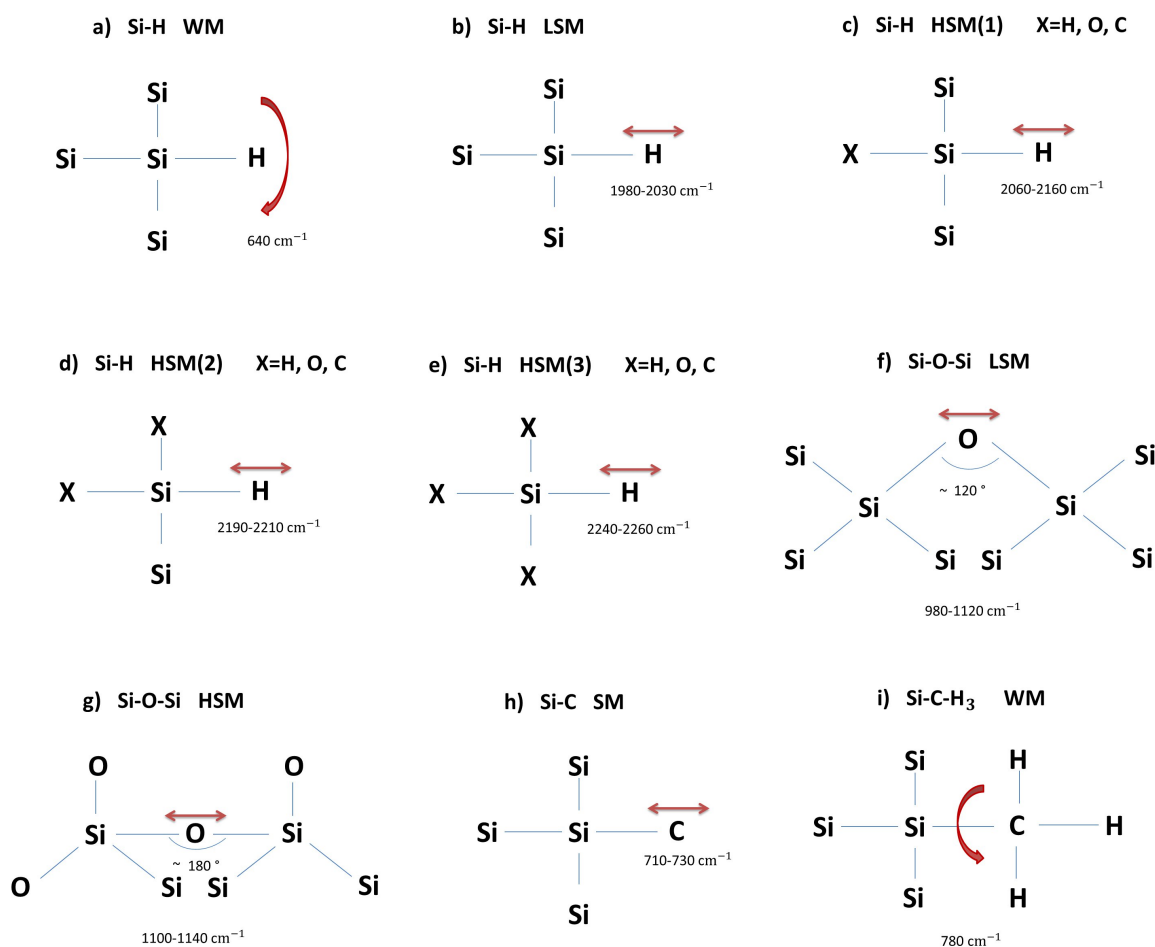 a) Si-H WM
Si
Si Si H
Si
640 cm⁻¹
b) Si-H LSM
Si
Si Si H
1980-2030 cm⁻¹
Si
c) Si-H HSM(1) X=H, O, C
Si
X Si H
2060-2160 cm⁻¹
Si
d) Si-H HSM(2) X=H, O, C
X
X Si H
2190-2210 cm⁻¹
Si
e) Si-H HSM(3) X=H, O, C
X
X Si H
2240-2260 cm⁻¹
X
f) Si-O-Si LSM
O
Si Si
~ 120 °
Si Si
Si Si Si Si
980-1120 cm⁻¹
g) Si-O-Si HSM
O O
Si O Si
~ 180 °
O Si Si Si
1100-1140 cm⁻¹
h) Si-C SM
Si
Si Si C
710-730 cm⁻¹
Si
i) Si-C-H₃ WM
Si H
Si Si C H
Si H
780 cm⁻¹